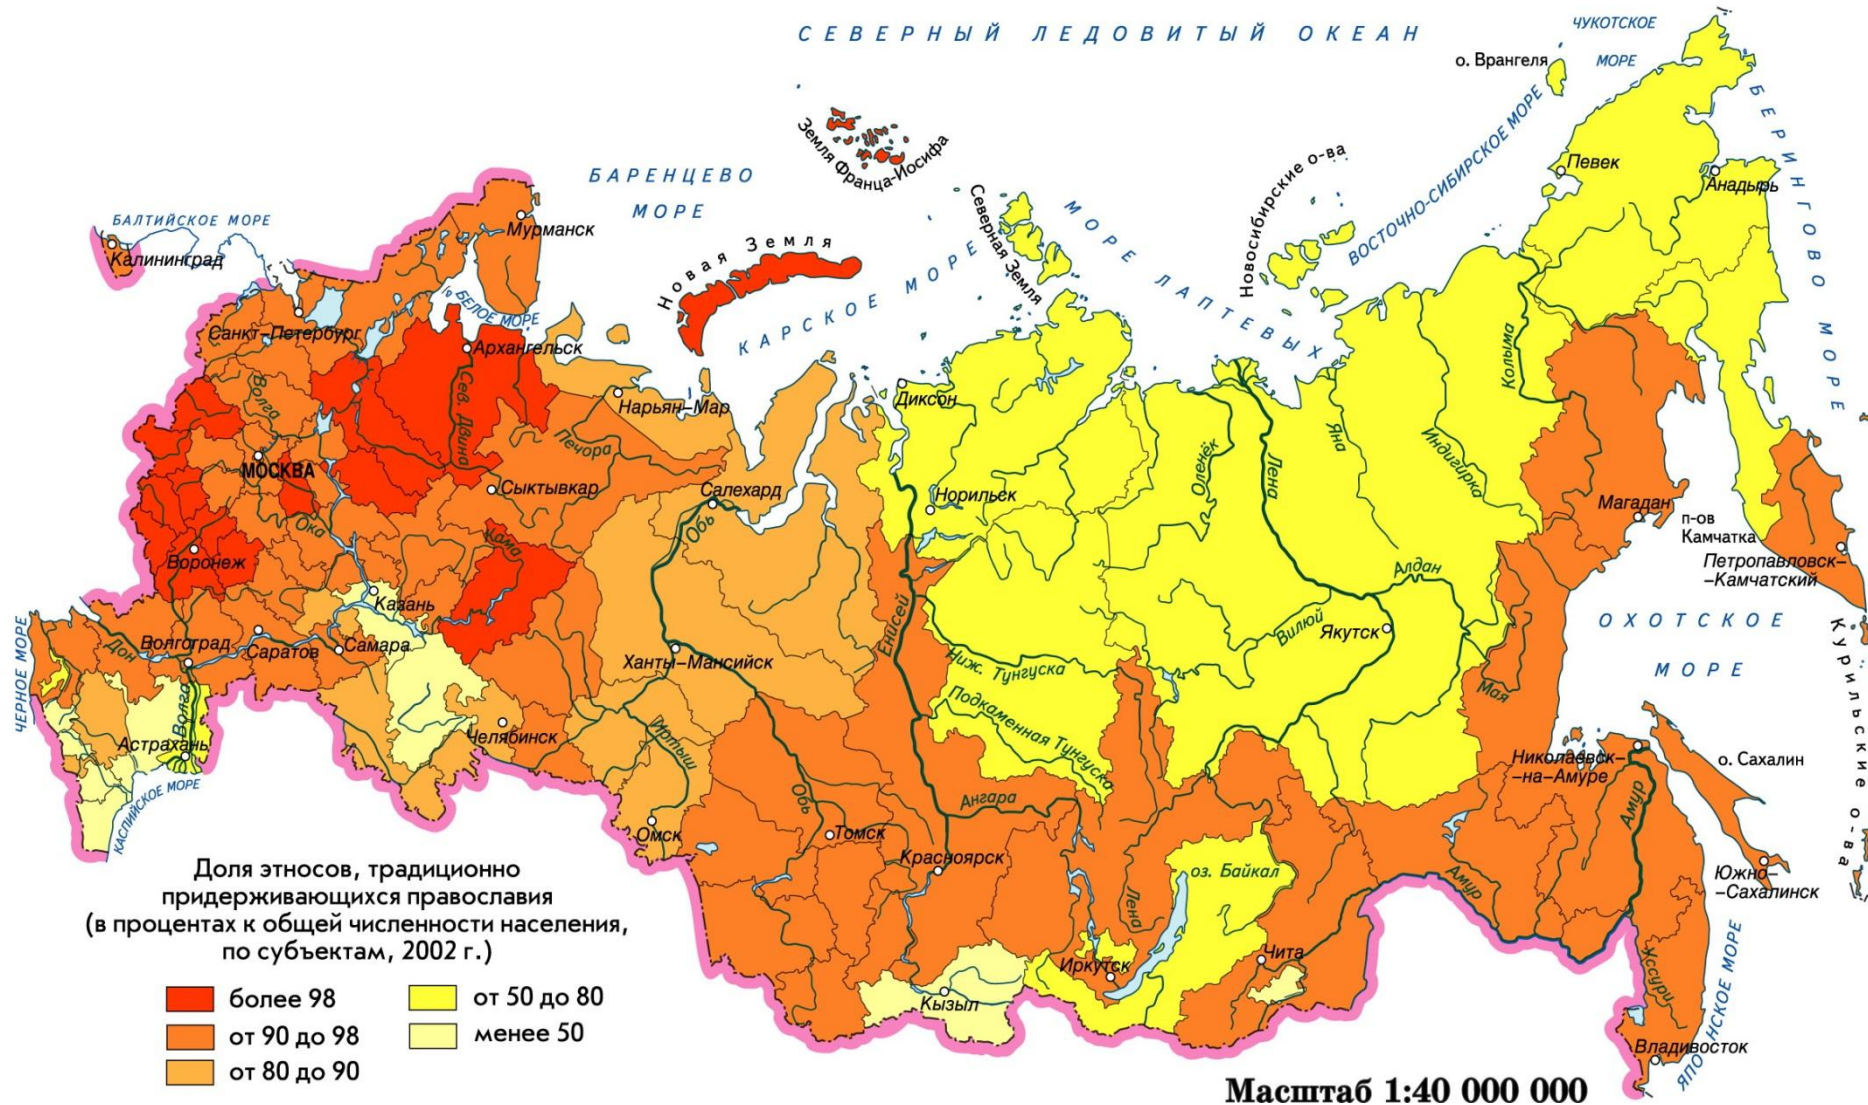 СЕВЕРНЫЙ ЛЕДОВИТЫЙ ОКЕАН
ЧУКОТСКОЕ
МОРЕ
о. Врангеля
БЕРИНГОВО МОРЕ
Земля Франца-Иосифа
БАРЕНЦЕВО
МОРЕ
Новая Земля
КАРСКОЕ МОРЕ
Северная Земля
МОРЕ ЛАПТЕВЫХ
Новосибирские о-ва
ВОСТОЧНО-СИБИРСКОЕ МОРЕ
Певек
Анадырь
БАЛТИЙСКОЕ МОРЕ
Калининград
Мурманск
БЕЛОЕ МОРЕ
Санкт-Петербург
Архангельск
Волга
Сев. Двина
Нарьян-Мар
Печора
Диксон
Оленёк
Лена
Яна
Индигирка
Колыма
МОСКВА
Сыктывкар
Салехард
Обь
Норильск
Магадан
п-ов
Камчатка
Петропавловск-
-Камчатский
Ока
Кама
Воронеж
Казань
Енисей
Алдан
Вилюй
Якутск
ОХОТСКОЕ
МОРЕ
Курильские о-ва
ЧЕРНОЕ МОРЕ
Дон
Волгоград
Саратов
Самара
Ханты-Мансийск
Ниж. Тунгуска
Подкаменная Тунгуска
Мая
Волга
Астрахань
Челябинск
Иртыш
КАСПИЙСКОЕ МОРЕ
Николаевск-
-на-Амуре
о. Сахалин
Амур
Омск
Обь
Томск
Ангара
Красноярск
Лена
оз. Байкал
Амур
Южно-
-Сахалинск
Иркутск
Чита
Кызыл
Уссури
Владивосток
ЯПОНСКОЕ МОРЕ
Доля этносов, традиционно
придерживающихся православия
(в процентах к общей численности населения,
по субъектам, 2002 г.)
более 98
от 90 до 98
от 80 до 90
от 50 до 80
менее 50
Масштаб 1:40 000 000